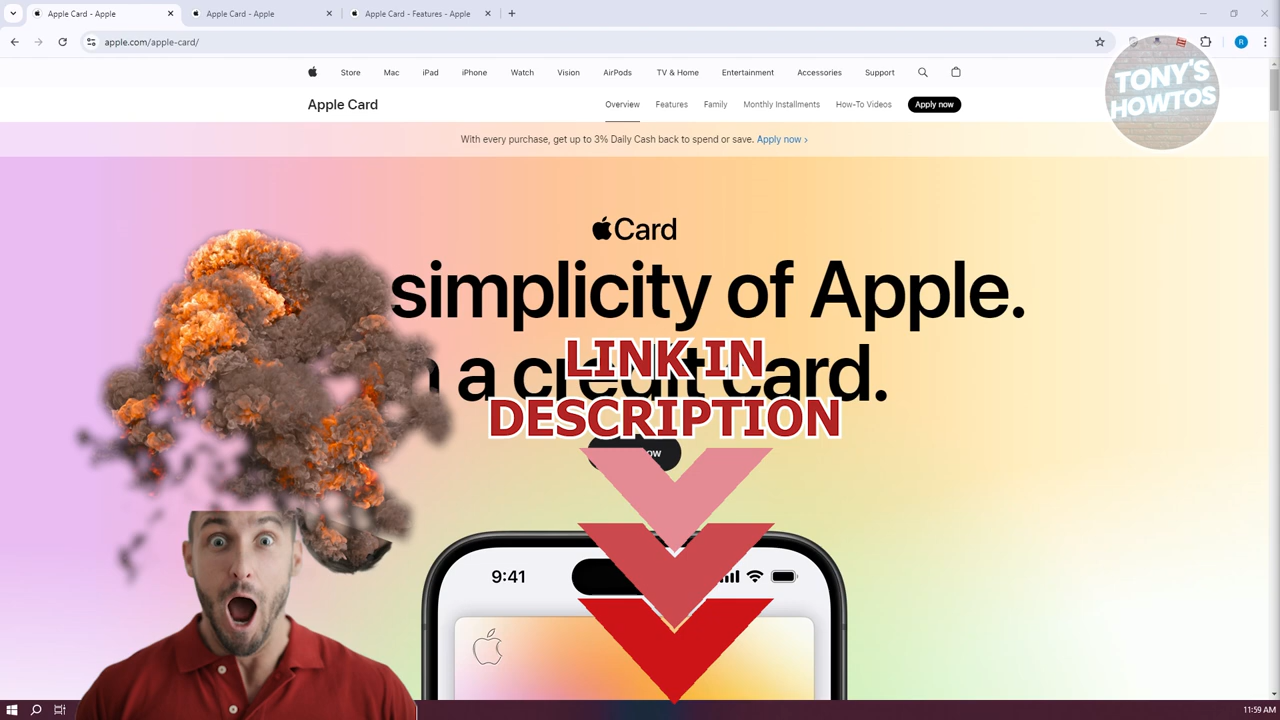 Apple Card - Apple
Apple Card - Apple
Apple Card - Features - Apple
apple.com/apple-card/
R
TONY'S
HOWTOS
Store Mac iPad iPhone Watch Vision AirPods TV & Home Entertainment Accessories Support
Apple Card
Overview Features Family Monthly Installments How-To Videos Apply now
With every purchase, get up to 3% Daily Cash back to spend or save. Apply now >
Card
simplicity of Apple.
a credit card.
LINK IN
DESCRIPTION
9:41
11:59 AM